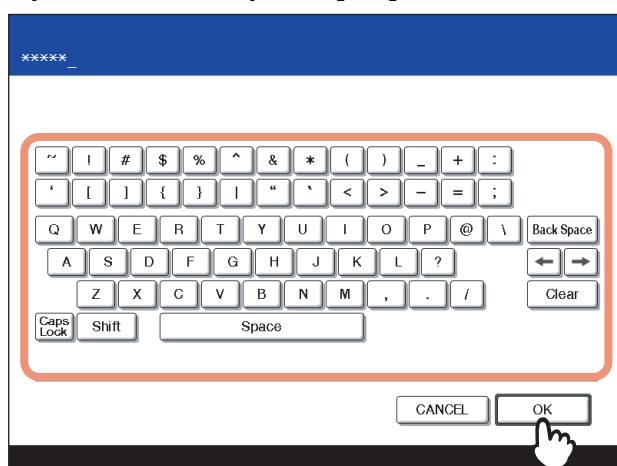 *****_
~ ! # $ % ^ & * ( ) _ + :
‘ [ ] { } | “ ` < > – = ;
Q W E R T Y U I O P @ \ Back Space
A S D F G H J K L ? ← →
Z X C V B N M , . / Clear
Caps Lock Shift Space
CANCEL OK